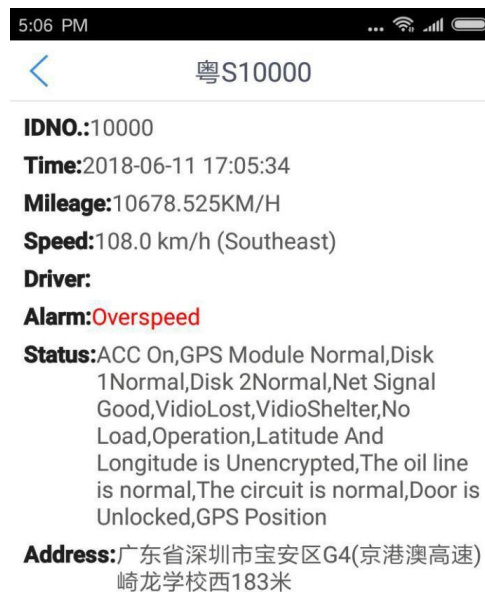 5:06 PM
粤S10000
IDNO.:10000
Time:2018-06-11 17:05:34
Mileage:10678.525KM/H
Speed:108.0 km/h (Southeast)
Driver:
Alarm:Overspeed
Status:ACC On,GPS Module Normal,Disk
1Normal,Disk 2Normal,Net Signal
Good,VidioLost,VidioShelter,No
Load,Operation,Latitude And
Longitude is Unencrypted,The oil line
is normal,The circuit is normal,Door is
Unlocked,GPS Position
Address:广东省深圳市宝安区G4(京港澳高速)
崎龙学校西183米